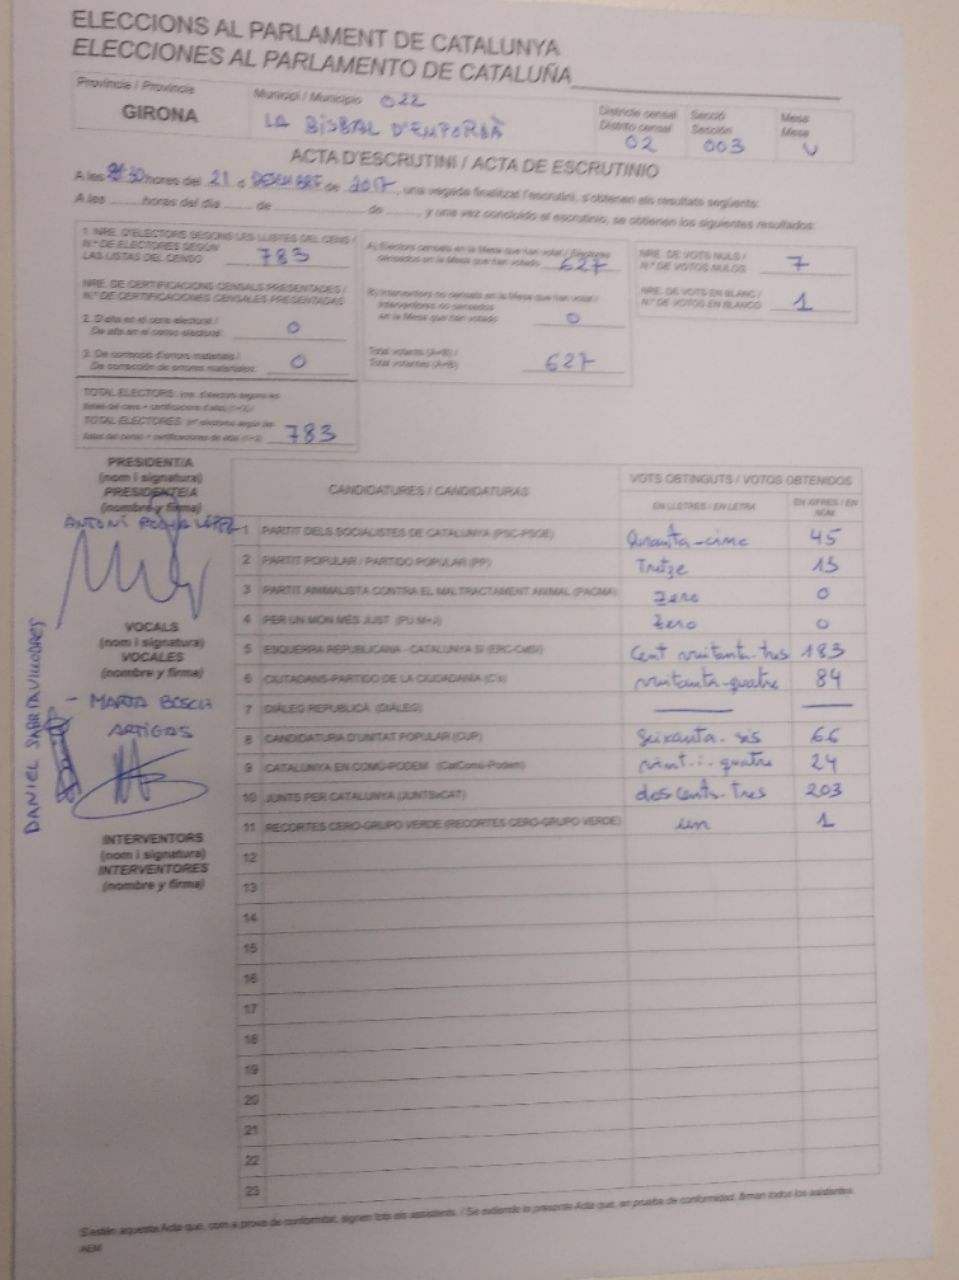 ELECCIONS AL PARLAMENT DE CATALUNYA
ELECCIONES AL PARLAMENTO DE CATALUÑA
Província / Provincia
GIRONA
Municipi / Municipio 022
LA BISBAL D'EMPORDÀ
Districte censal
Distrito censal
02
Secció
Sección
003
Mesa
Mesa
U
ACTA D'ESCRUTINI / ACTA DE ESCRUTINIO
A les hores del 21 d DESEMBRE de 2017, una vegada finalitzat l'escrutini, s'obtenen els resultats següents:
A las ........ horas del día ........ de ........ de ........, y una vez concluido el escrutinio, se obtienen los siguientes resultados:
1. NRE. D'ELECTORS SEGONS LES LLISTES DEL CENS /
N.º DE ELECTORES SEGÚN
LAS LISTAS DEL CENSO 783
NRE. DE CERTIFICACIONS CENSALS PRESENTADES /
N.º DE CERTIFICACIONES CENSALES PRESENTADAS
2. D'alta en el cens electoral /
De alta en el censo electoral: 0
3. De correcció d'errors materials /
De corrección de errores materiales: 0
TOTAL ELECTORS: (nre. d'electors segons les
llistes del cens + certificacions d'altes) (1+2) /
TOTAL ELECTORES: (nº electores según las
listas del censo + certificaciones de altas) (1+2) 783
A) Electors censats en la Mesa que han votat / Electores
censados en la Mesa que han votado 627
B) Interventors no censats en la Mesa que han votat /
Interventores no censados
en la Mesa que han votado 0
Total votants (A+B) /
Total votantes (A+B) 627
NRE. DE VOTS NULS /
N.º DE VOTOS NULOS 7
NRE. DE VOTS EN BLANC /
N.º DE VOTOS EN BLANCO 1
PRESIDENT/A
(nom i signatura)
PRESIDENTE/A
(nombre y firma)
ANTONI
VOCALS
(nom i signatura)
VOCALES
(nombre y firma)
- MARTA BOSCH
ARTIGAS
DANIEL
INTERVENTORS
(nom i signatura)
INTERVENTORES
(nombre y firma)
CANDIDATURES / CANDIDATURAS
VOTS OBTINGUTS / VOTOS OBTENIDOS
EN LLETRES / EN LETRA
EN XIFRES / EN NÚM.
1 PARTIT DELS SOCIALISTES DE CATALUNYA (PSC-PSOE) Quaranta-cinc 45
2 PARTIT POPULAR / PARTIDO POPULAR (PP) Tretze 13
3 PARTIT ANIMALISTA CONTRA EL MALTRACTAMENT ANIMAL (PACMA) Zero 0
4 PER UN MÓN MÉS JUST (PUM+J) Zero 0
5 ESQUERRA REPUBLICANA - CATALUNYA SÍ (ERC-CatSí) Cent vuitanta-tres 183
6 CIUTADANS-PARTIDO DE LA CIUDADANÍA (C's) vuitanta-quatre 84
7 DIÀLEG REPUBLICÀ (DIÀLEG)
8 CANDIDATURA D'UNITAT POPULAR (CUP) Seixanta-sis 66
9 CATALUNYA EN COMÚ-PODEM (CatComú-Podem) vint-i-quatre 24
10 JUNTS PER CATALUNYA (JUNTSxCAT) dos cents-tres 203
11 RECORTES CERO-GRUPO VERDE (RECORTES CERO-GRUPO VERDE) un 1
12
13
14
15
16
17
18
19
20
21
22
23
S'estén aquesta Acta que, com a prova de conformitat, signen tots els assistents. / Se extiende la presente Acta que, en prueba de conformidad, firman todos los asistentes.